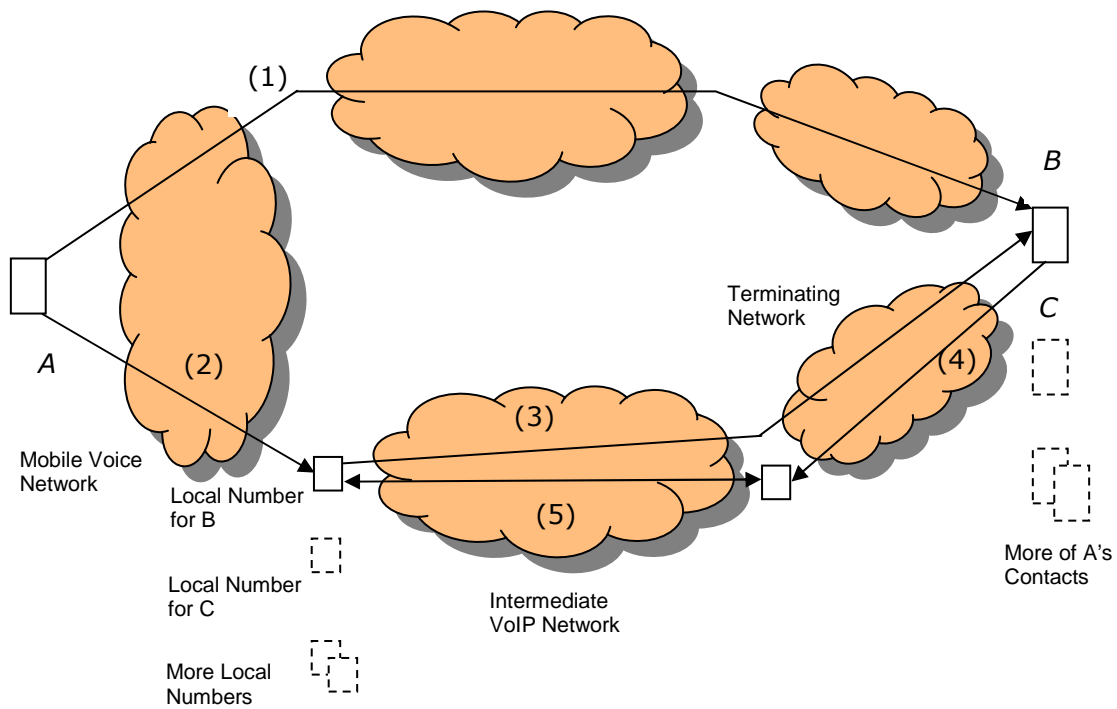 (1)
B
Terminating
Network
C
A
(2)
(4)
(3)
Mobile Voice
Network
Local Number
for B
(5)
More of A's
Contacts
Local Number
for C
Intermediate
VoIP Network
More Local
Numbers